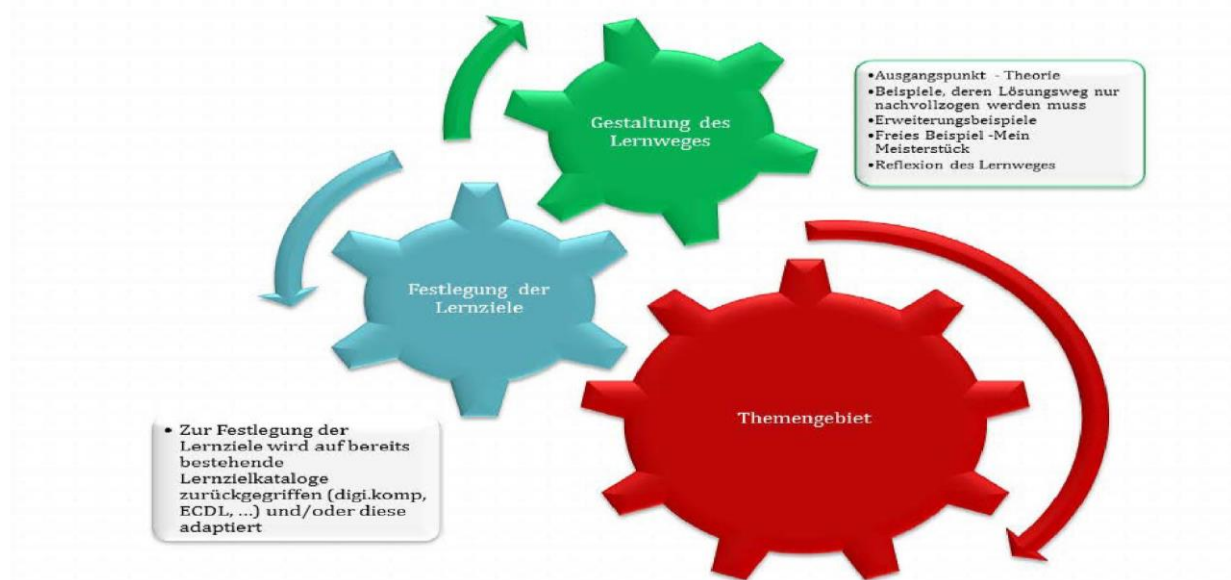 Gestaltung des
Lernweges
•Ausgangspunkt - Theorie
•Beispiele, deren Lösungsweg nur
nachvollzogen werden muss
•Erweiterungsbeispiele
•Freies Beispiel -Mein
Meisterstück
•Reflexion des Lernweges
Festlegung der
Lernziele
• Zur Festlegung der
Lernziele wird auf bereits
bestehende
Lernzielkataloge
zurückgegriffen (digi.komp,
ECDL, ...) und/oder diese
adaptiert
Themengebiet